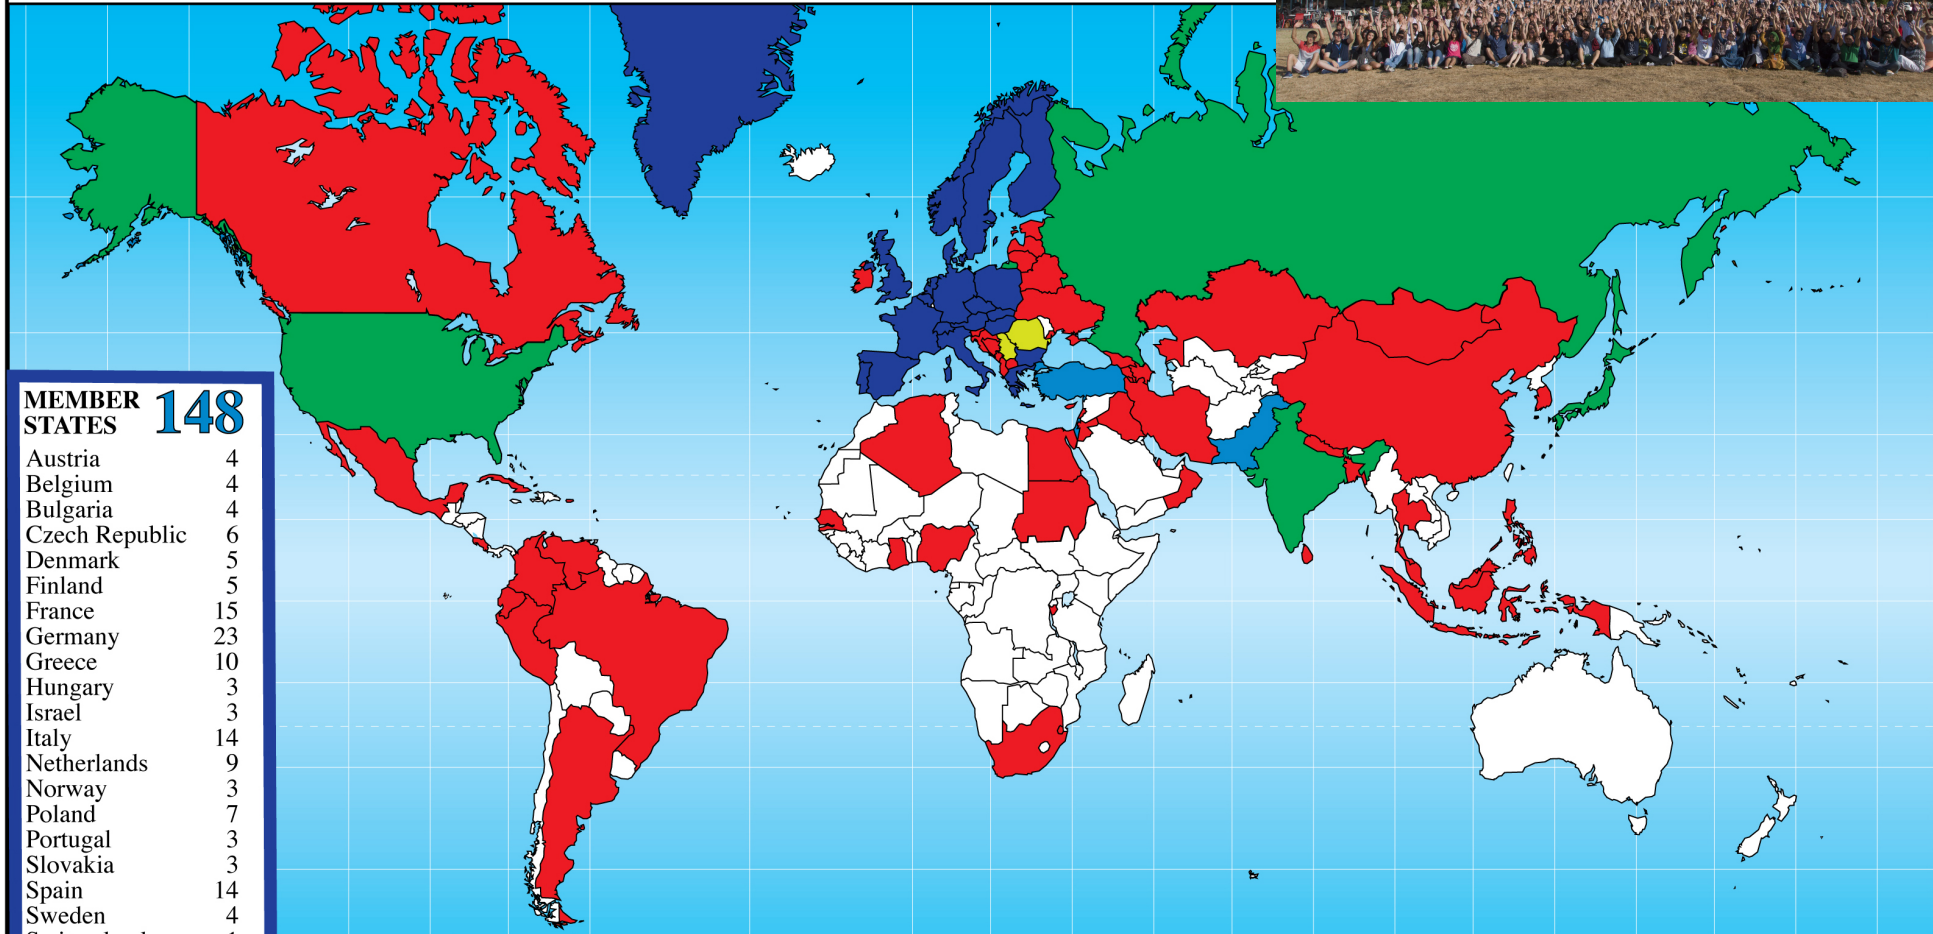 MEMBER
STATES 148
Austria 4
Belgium 4
Bulgaria 4
Czech Republic 6
Denmark 5
Finland 5
France 15
Germany 23
Greece 10
Hungary 3
Israel 3
Italy 14
Netherlands 9
Norway 3
Poland 7
Portugal 3
Slovakia 3
Spain 14
Sweden 4